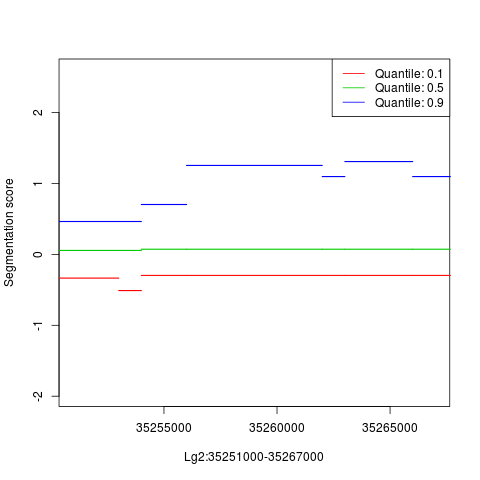 Quantile: 0.1
Quantile: 0.5
Quantile: 0.9
Segmentation score
2
1
0
-1
-2
35255000 35260000 35265000
Lg2:35251000-35267000